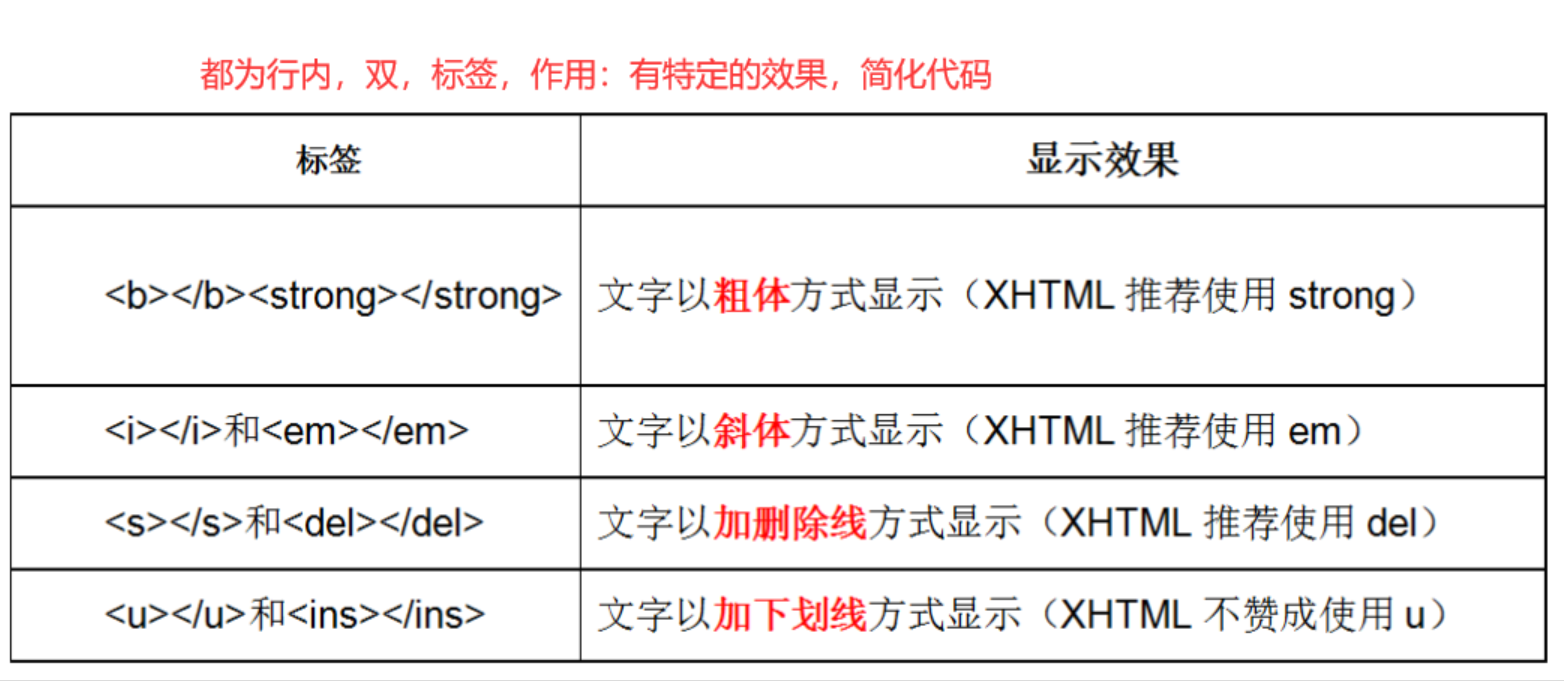 都为行内，双，标签，作用：有特定的效果，简化代码
标签 显示效果
<b></b><strong></strong> 文字以粗体方式显示（XHTML 推荐使用 strong）
<i></i>和<em></em> 文字以斜体方式显示（XHTML 推荐使用 em）
<s></s>和<del></del> 文字以加删除线方式显示（XHTML 推荐使用 del）
<u></u>和<ins></ins> 文字以加下划线方式显示（XHTML 不赞成使用 u）